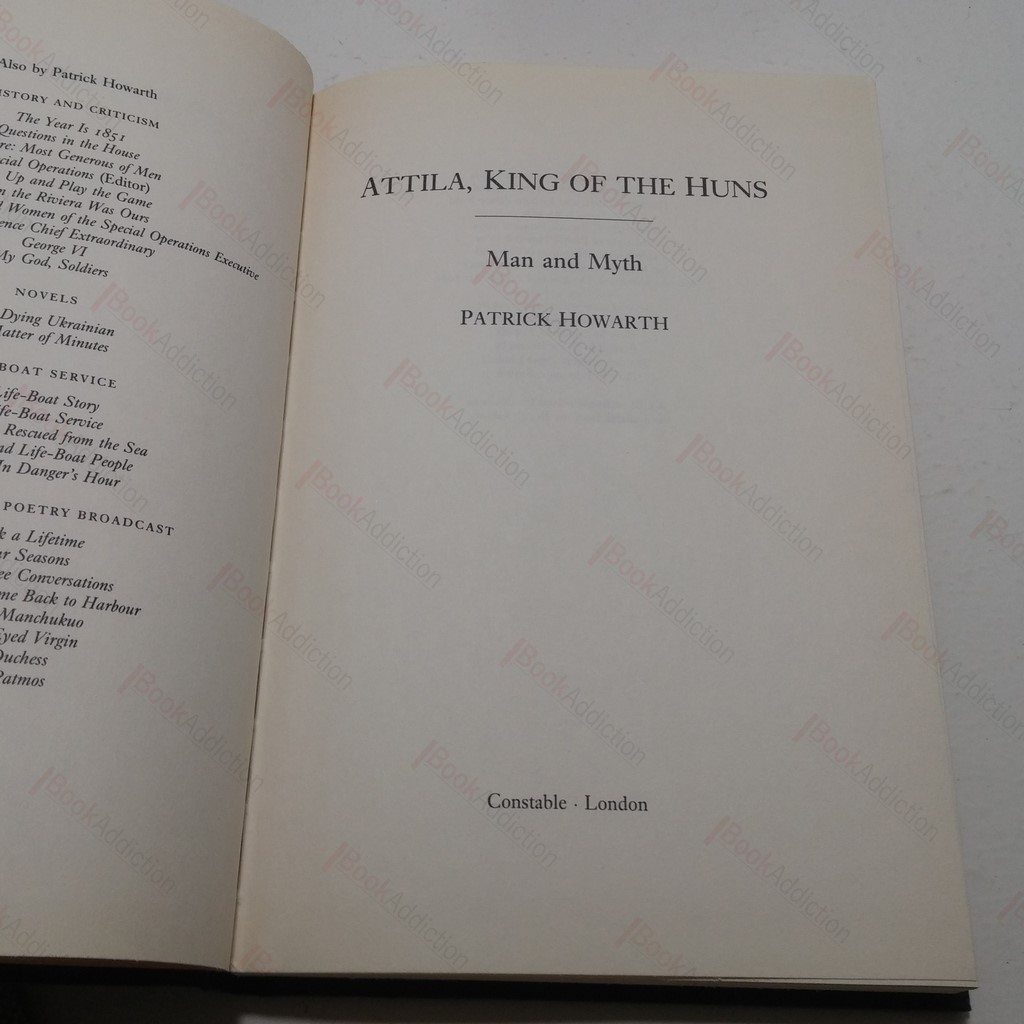 Also by Patrick Howarth
ISTORY AND CRITICISM
The Year Is 1851
Questions in the House
re: Most Generous of Men
cial Operations (Editor)
Up and Play the Game
n the Riviera Was Ours
Women of the Special Operations Executive
ence Chief Extraordinary
George VI
My God, Soldiers
NOVELS
Dying Ukrainian
atter of Minutes
BOAT SERVICE
ife-Boat Story
fe-Boat Service
Rescued from the Sea
nd Life-Boat People
In Danger's Hour
POETRY BROADCAST
k a Lifetime
ur Seasons
ee Conversations
me Back to Harbour
Manchukuo
Eyed Virgin
Duchess
Patmos
ATTILA, KING OF THE HUNS
Man and Myth
PATRICK HOWARTH
Constable · London
BookAddiction